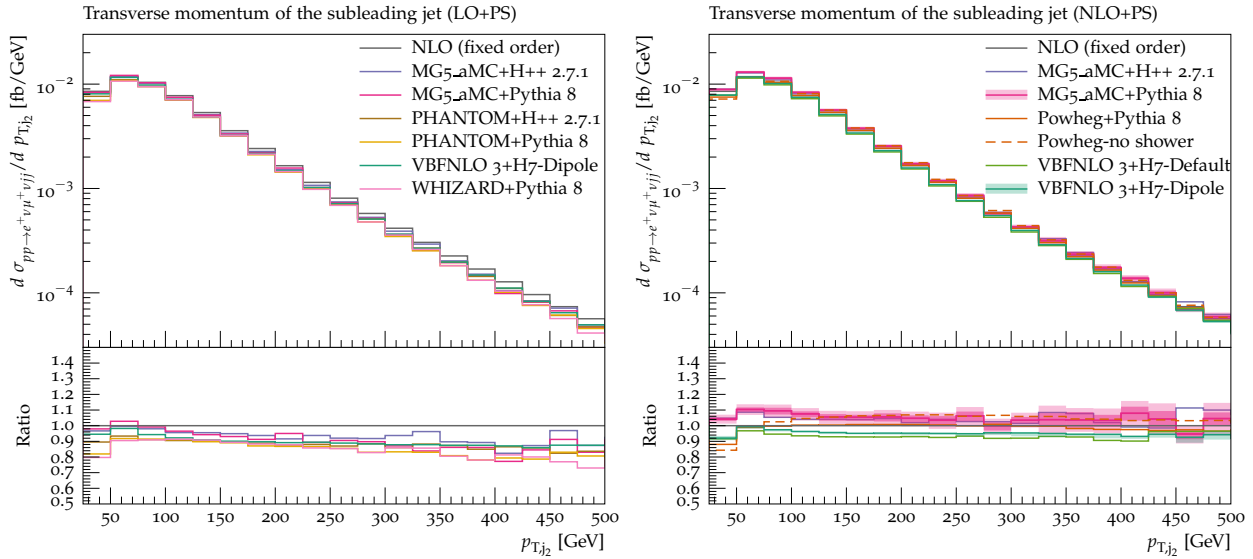 Transverse momentum of the subleading jet (LO+PS)
d σ_{pp→e⁺νμ⁺νjj}/d p_{T,j₂} [fb/GeV]
10⁻²
10⁻³
10⁻⁴
NLO (fixed order)
MG5_aMC+H++ 2.7.1
MG5_aMC+Pythia 8
PHANTOM+H++ 2.7.1
PHANTOM+Pythia 8
VBFNLO 3+H7-Dipole
WHIZARD+Pythia 8
Ratio
1.4
1.3
1.2
1.1
1.0
0.9
0.8
0.7
0.6
0.5
50 100 150 200 250 300 350 400 450 500
p_{T,j₂} [GeV]
Transverse momentum of the subleading jet (NLO+PS)
d σ_{pp→e⁺νμ⁺νjj}/d p_{T,j₂} [fb/GeV]
10⁻²
10⁻³
10⁻⁴
NLO (fixed order)
MG5_aMC+H++ 2.7.1
MG5_aMC+Pythia 8
Powheg+Pythia 8
Powheg-no shower
VBFNLO 3+H7-Default
VBFNLO 3+H7-Dipole
Ratio
1.4
1.3
1.2
1.1
1.0
0.9
0.8
0.7
0.6
0.5
50 100 150 200 250 300 350 400 450 500
p_{T,j₂} [GeV]